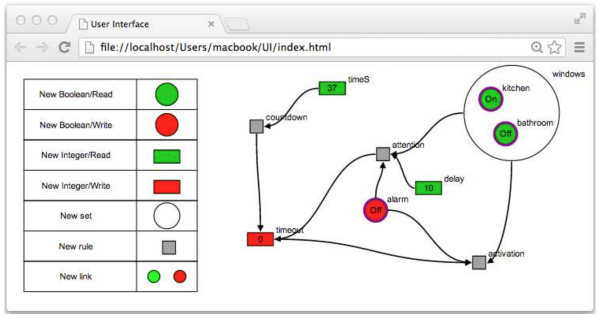 User Interface
file://localhost/Users/macbook/UI/index.html
New Boolean/Read
New Boolean/Write
New Integer/Read
New Integer/Write
New set
New rule
New link
timeS
37
countdown
windows
kitchen
On
bathroom
Off
attention
delay
10
alarm
Off
timeout
0
activation